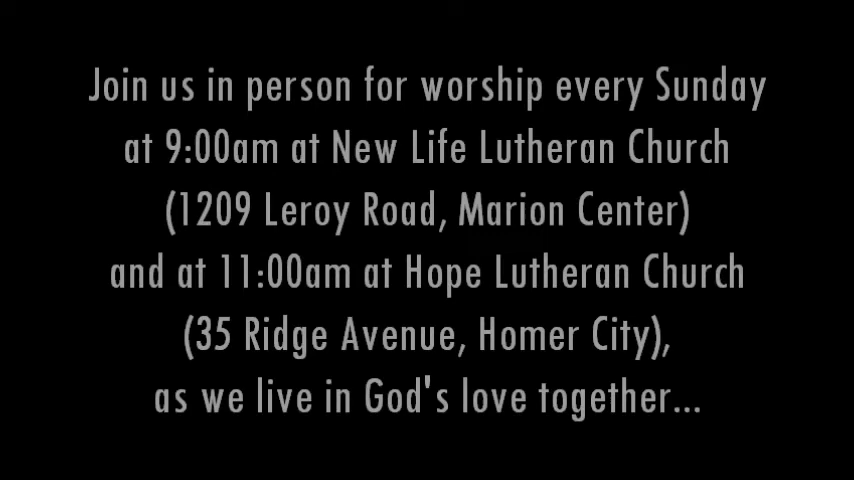 Join us in person for worship every Sunday
at 9:00am at New Life Lutheran Church
(1209 Leroy Road, Marion Center)
and at 11:00am at Hope Lutheran Church
(35 Ridge Avenue, Homer City),
as we live in God's love together...